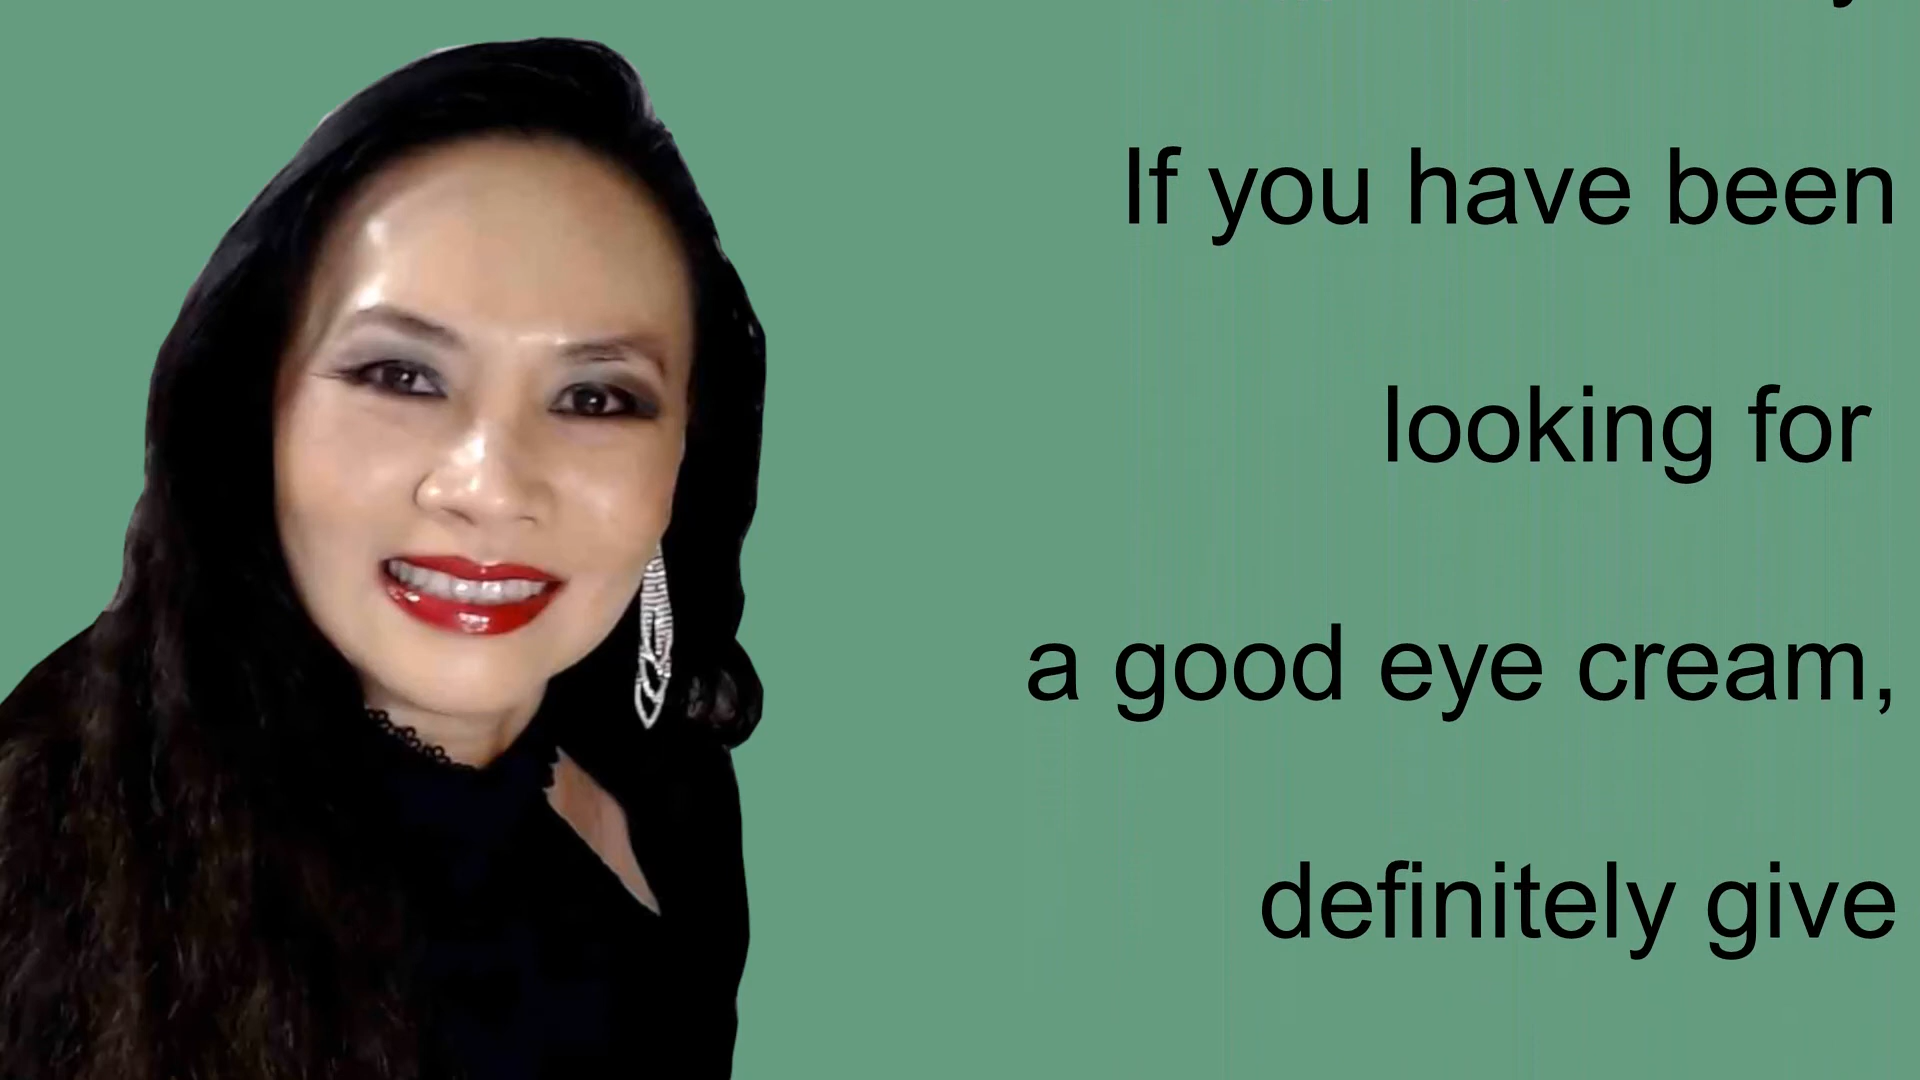 If you have been
looking for
a good eye cream,
definitely give